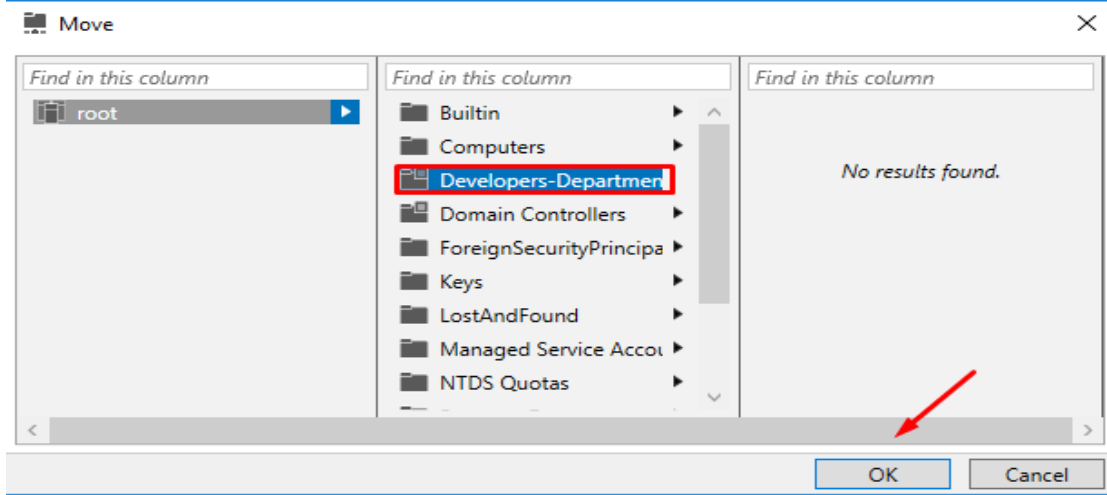 Move
Find in this column
root
Find in this column
Builtin
Computers
Developers-Departmen
Domain Controllers
ForeignSecurityPrincipa
Keys
LostAndFound
Managed Service Accou
NTDS Quotas
Find in this column
No results found.
OK
Cancel